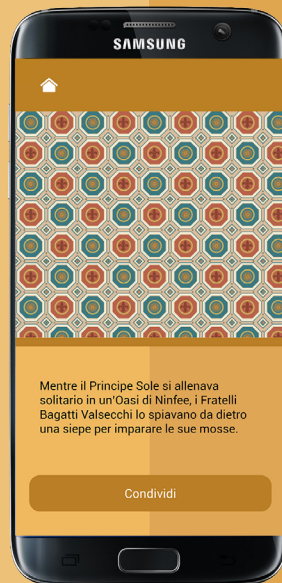 SAMSUNG
Mentre il Principe Sole si allenava
solitario in un'Oasi di Ninfee, i Fratelli
Bagatti Valsecchi lo spiavano da dietro
una siepe per imparare le sue mosse.
Condividi